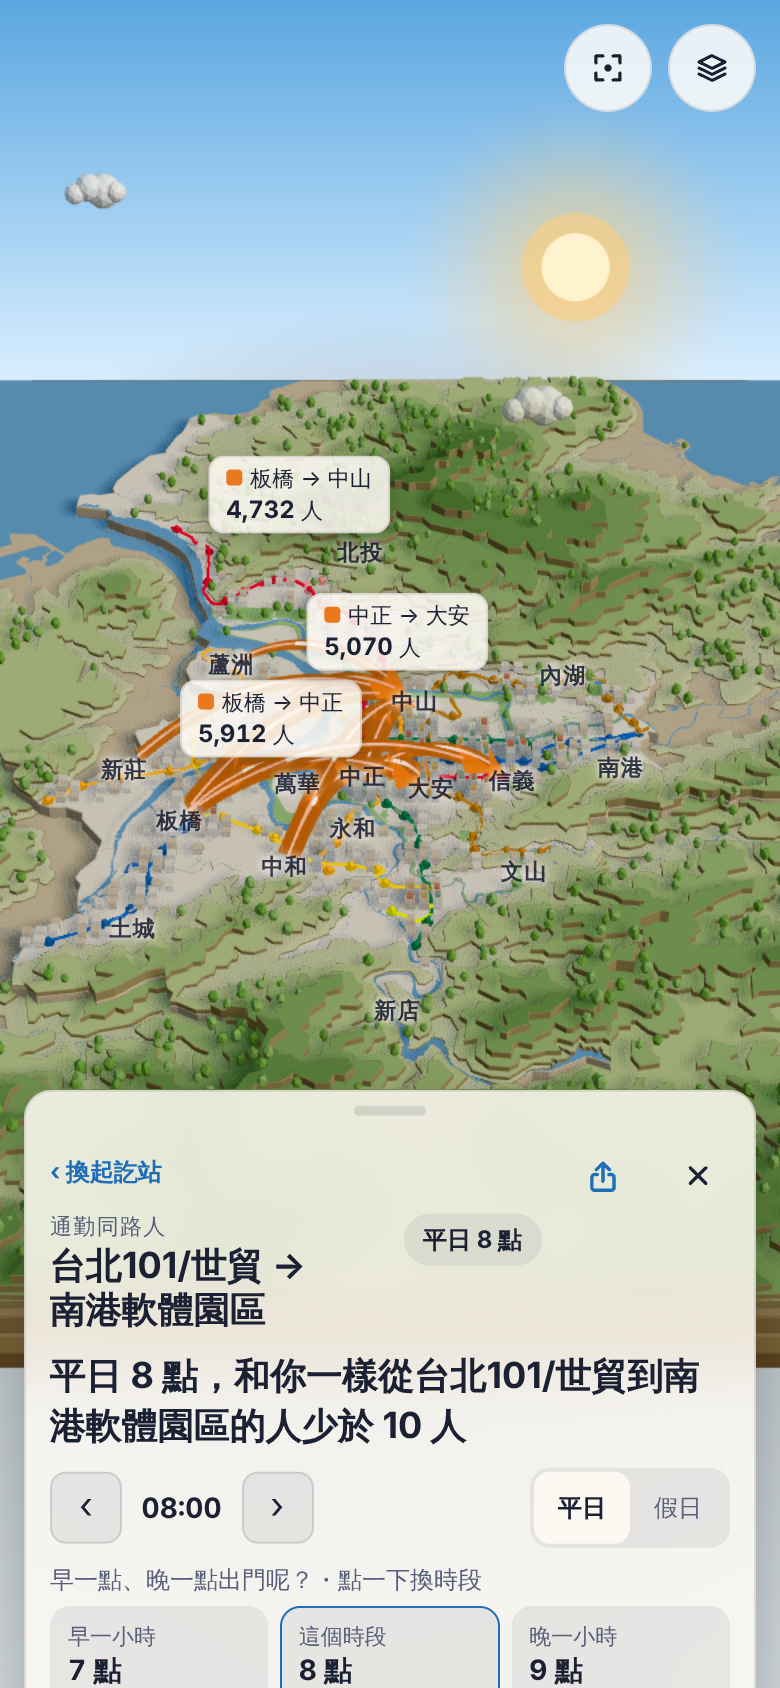 板橋 → 中山
4,732 人
北投
中正 → 大安
5,070 人
蘆洲
內湖
板橋 → 中正
5,912 人
中山
新莊
萬華
中正
大安
信義
南港
板橋
永和
中和
文山
土城
新店
‹ 換起訖站
通勤同路人
平日 8 點
台北101/世貿 →
南港軟體園區
平日 8 點，和你一樣從台北101/世貿到南
港軟體園區的人少於 10 人
‹ 08:00 ›
平日 假日
早一點、晚一點出門呢？・點一下換時段
早一小時 這個時段 晚一小時
7 點 8 點 9 點